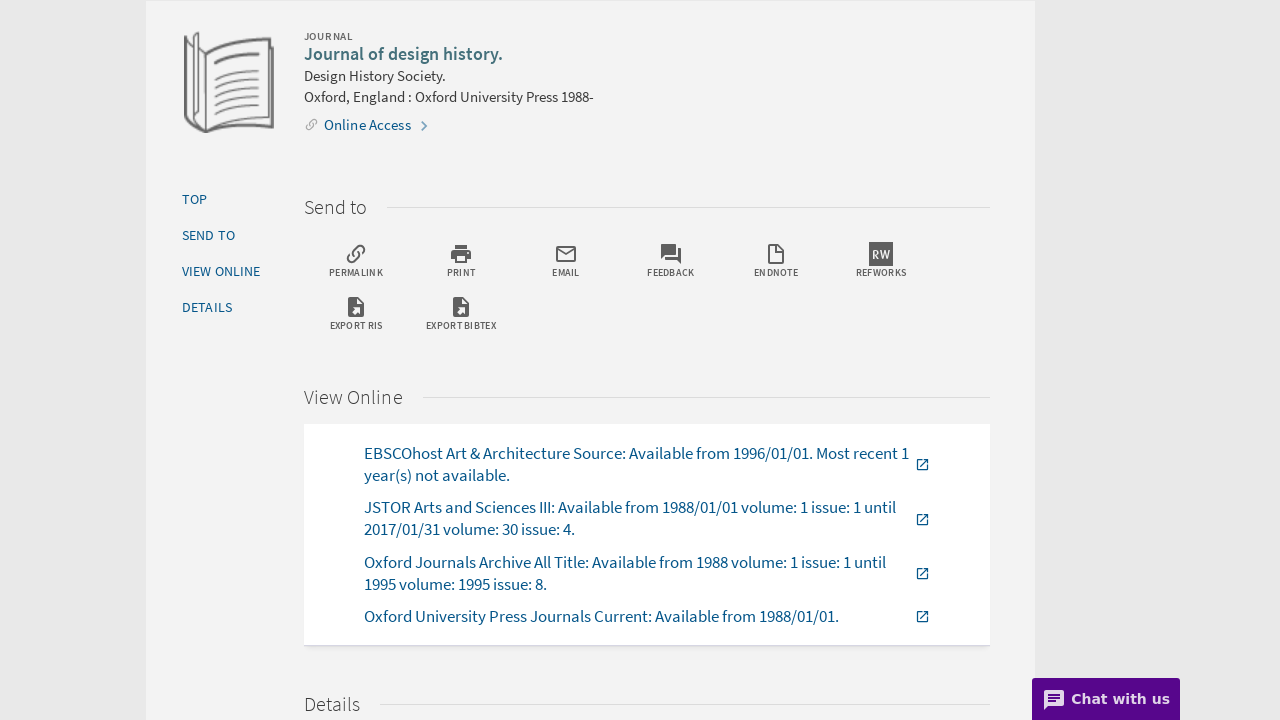 JOURNAL
Journal of design history.
Design History Society.
Oxford, England : Oxford University Press 1988-
Online Access
TOP
SEND TO
VIEW ONLINE
DETAILS
Send to
PERMALINK
PRINT
EMAIL
FEEDBACK
ENDNOTE
RW
REFWORKS
EXPORT RIS
EXPORT BIBTEX
View Online
EBSCOhost Art & Architecture Source: Available from 1996/01/01. Most recent 1
year(s) not available.
JSTOR Arts and Sciences III: Available from 1988/01/01 volume: 1 issue: 1 until
2017/01/31 volume: 30 issue: 4.
Oxford Journals Archive All Title: Available from 1988 volume: 1 issue: 1 until
1995 volume: 1995 issue: 8.
Oxford University Press Journals Current: Available from 1988/01/01.
Details
Chat with us